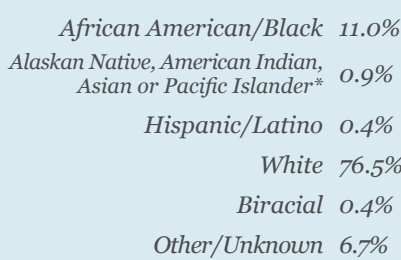 African American/Black 11.0%
Alaskan Native, American Indian,
Asian or Pacific Islander* 0.9%
Hispanic/Latino 0.4%
White 76.5%
Biracial 0.4%
Other/Unknown 6.7%